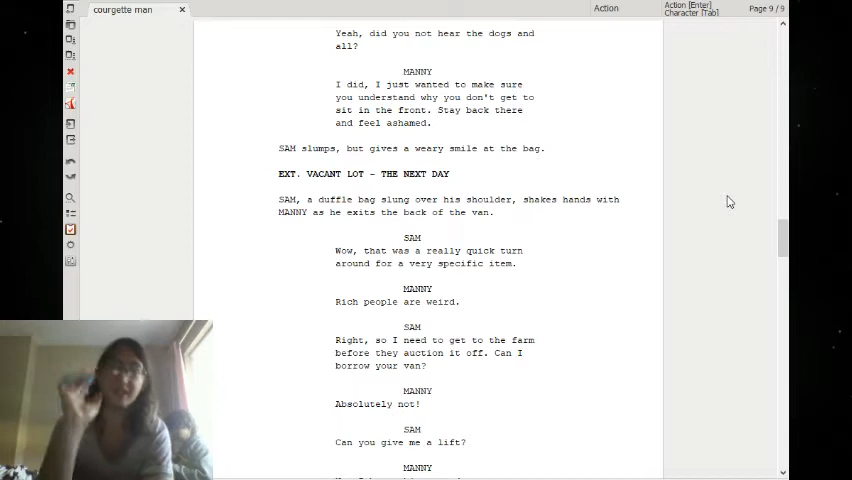 courgette man
Action
Action [Enter]
Character [Tab]
Page 9 / 9
Yeah, did you not hear the dogs and
all?
MANNY
I did, I just wanted to make sure
you understand why you don't get to
sit in the front. Stay back there
and feel ashamed.
SAM slumps, but gives a weary smile at the bag.
EXT. VACANT LOT - THE NEXT DAY
SAM, a duffle bag slung over his shoulder, shakes hands with
MANNY as he exits the back of the van.
SAM
Wow, that was a really quick turn
around for a very specific item.
MANNY
Rich people are weird.
SAM
Right, so I need to get to the farm
before they auction it off. Can I
borrow your van?
MANNY
Absolutely not!
SAM
Can you give me a lift?
MANNY